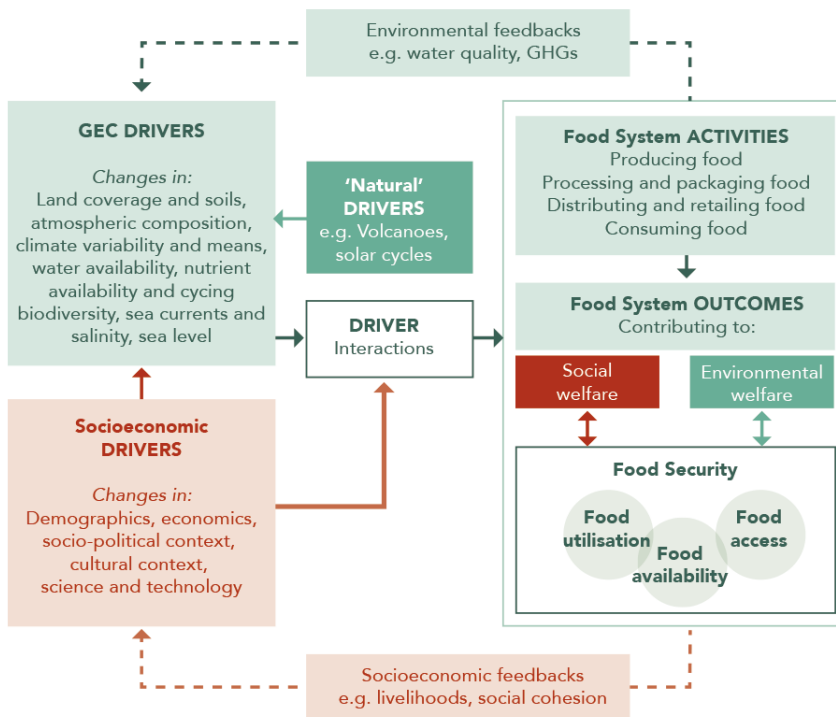 Environmental feedbacks
e.g. water quality, GHGs
GEC DRIVERS
Changes in:
Land coverage and soils,
atmospheric composition,
climate variability and means,
water availability, nutrient
availability and cycing
biodiversity, sea currents and
salinity, sea level
‘Natural’
DRIVERS
e.g. Volcanoes,
solar cycles
DRIVER
Interactions
Socioeconomic
DRIVERS
Changes in:
Demographics, economics,
socio-political context,
cultural context,
science and technology
Food System ACTIVITIES
Producing food
Processing and packaging food
Distributing and retailing food
Consuming food
Food System OUTCOMES
Contributing to:
Social
welfare
Environmental
welfare
Food Security
Food
utilisation
Food
availability
Food
access
Socioeconomic feedbacks
e.g. livelihoods, social cohesion